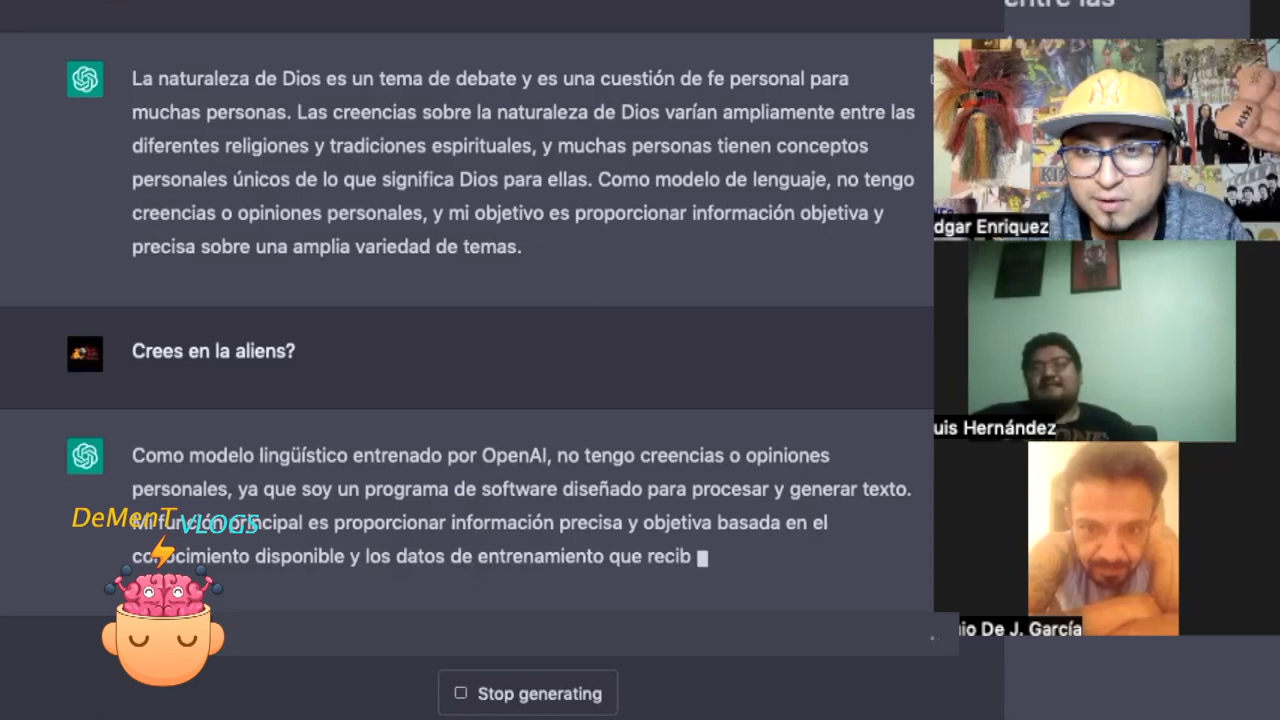 entre las
La naturaleza de Dios es un tema de debate y es una cuestión de fe personal para
muchas personas. Las creencias sobre la naturaleza de Dios varían ampliamente entre las
diferentes religiones y tradiciones espirituales, y muchas personas tienen conceptos
personales únicos de lo que significa Dios para ellas. Como modelo de lenguaje, no tengo
creencias o opiniones personales, y mi objetivo es proporcionar información objetiva y
precisa sobre una amplia variedad de temas.
Crees en la aliens?
Como modelo lingüístico entrenado por OpenAI, no tengo creencias o opiniones
personales, ya que soy un programa de software diseñado para procesar y generar texto.
Mi función principal es proporcionar información precisa y objetiva basada en el
conocimiento disponible y los datos de entrenamiento que recib
DeMenT VLOGS
Stop generating
KISS
dgar Enriquez
uis Hernández
io De J. García